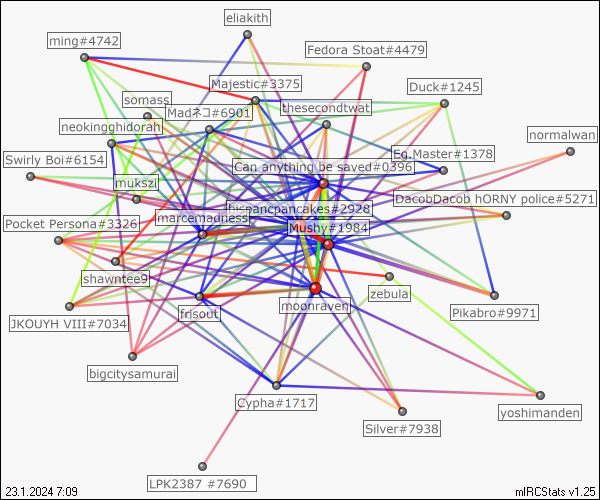 eliakith
ming#4742
Fedora Stoat#4479
Majestic#3375
Duck#1245
somass
Madネコ#6901
thesecondtwat
neokingghidorah
normalwan
Swirly Boi#6154
Eg.Master#1378
Can anything be saved#0396
mukszi
DacobDacob hORNY police#5271
hispancpancakes#2928
marcemadness
Pocket Persona#3326
Mushy#1984
shawntee9
zebula
moonraven
frisout
Pikabro#9971
JKOUYH VIII#7034
bigcitysamurai
Cypha#1717
yoshimanden
Silver#7938
LPK2387 #7690
23.1.2024 7:09
mIRCStats v1.25